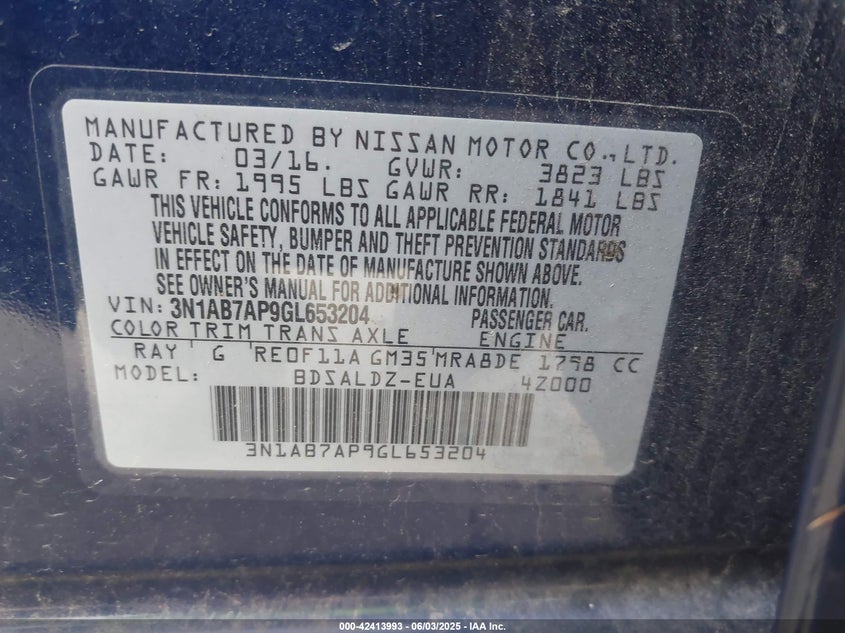 MANUFACTURED BY NISSAN MOTOR CO., LTD.
DATE: 03/16. GVWR: 3823 LBS
GAWR FR: 1995 LBS GAWR RR: 1841 LBS
THIS VEHICLE CONFORMS TO ALL APPLICABLE FEDERAL MOTOR
VEHICLE SAFETY, BUMPER AND THEFT PREVENTION STANDARDS
IN EFFECT ON THE DATE OF MANUFACTURE SHOWN ABOVE.
SEE OWNER'S MANUAL FOR ADDITIONAL INFORMATION.
VIN: 3N1AB7AP9GL653204 PASSENGER CAR.
COLOR TRIM TRANS AXLE ENGINE
RAY G RE0F11A GM35 MRA8DE 1798 CC
MODEL: BDSALDZ-EUA 4Z000
3N1AB7AP9GL653204
000-42413993 - 06/03/2025 - IAA Inc.